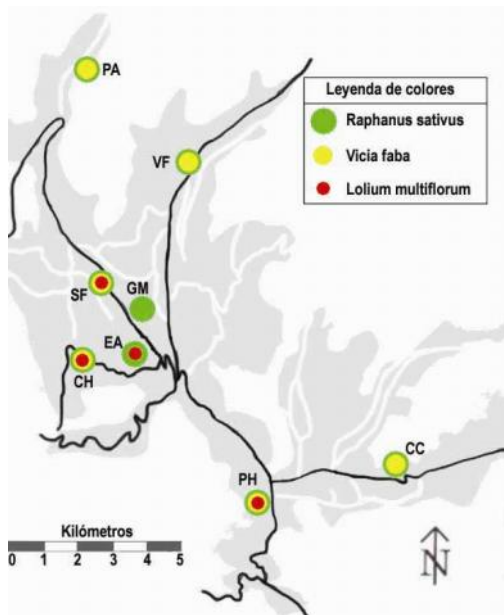 PA
VF
Leyenda de colores
Raphanus sativus
Vicia faba
Lolium multiflorum
SF
GM
EA
CH
CC
PH
Kilómetros
0 1 2 3 4 5
N